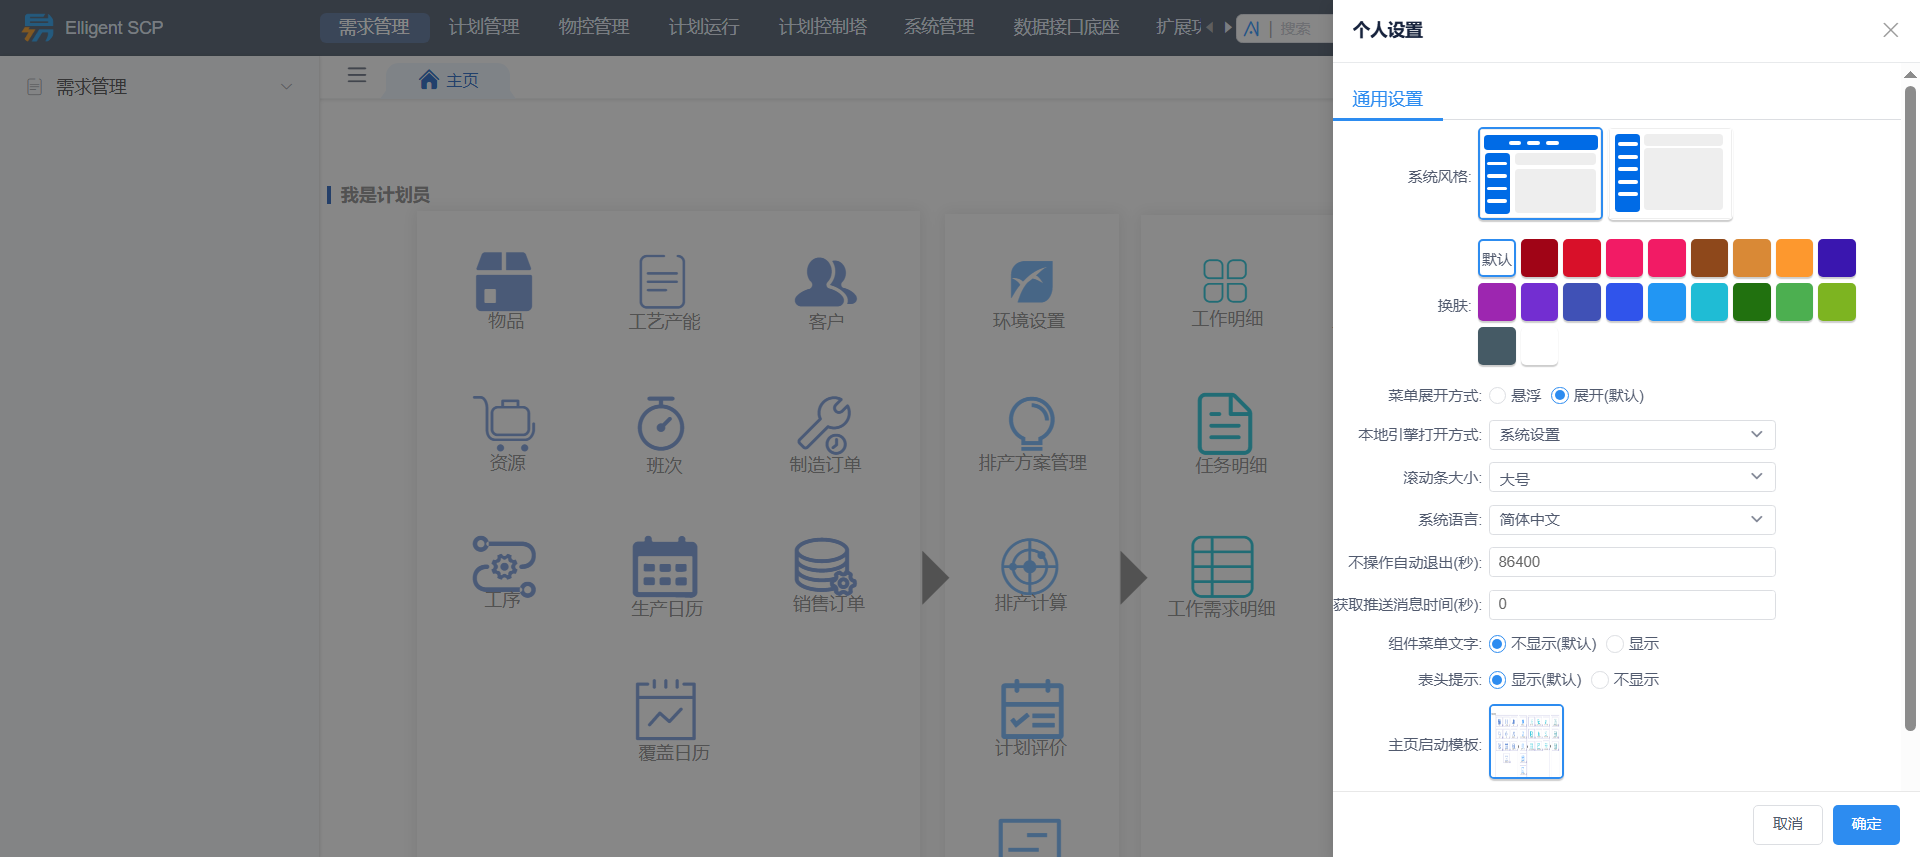 Elligent SCP
需求管理 计划管理 物控管理 计划运行 计划控制塔 系统管理 数据接口底座 扩展
AI | 搜索
需求管理
主页
我是计划员
物品 工艺产能 客户 环境设置 工作明细
资源 班次 制造订单 排产方案管理 任务明细
工序 生产日历 销售订单 排产计算 工作需求明细
覆盖日历 计划评价
个人设置
通用设置
系统风格:
默认
换肤:
菜单展开方式: 悬浮 展开(默认)
本地引擎打开方式: 系统设置
滚动条大小: 大号
系统语言: 简体中文
不操作自动退出(秒): 86400
获取推送消息时间(秒): 0
组件菜单文字: 不显示(默认) 显示
表头提示: 显示(默认) 不显示
主页启动模板:
取消 确定